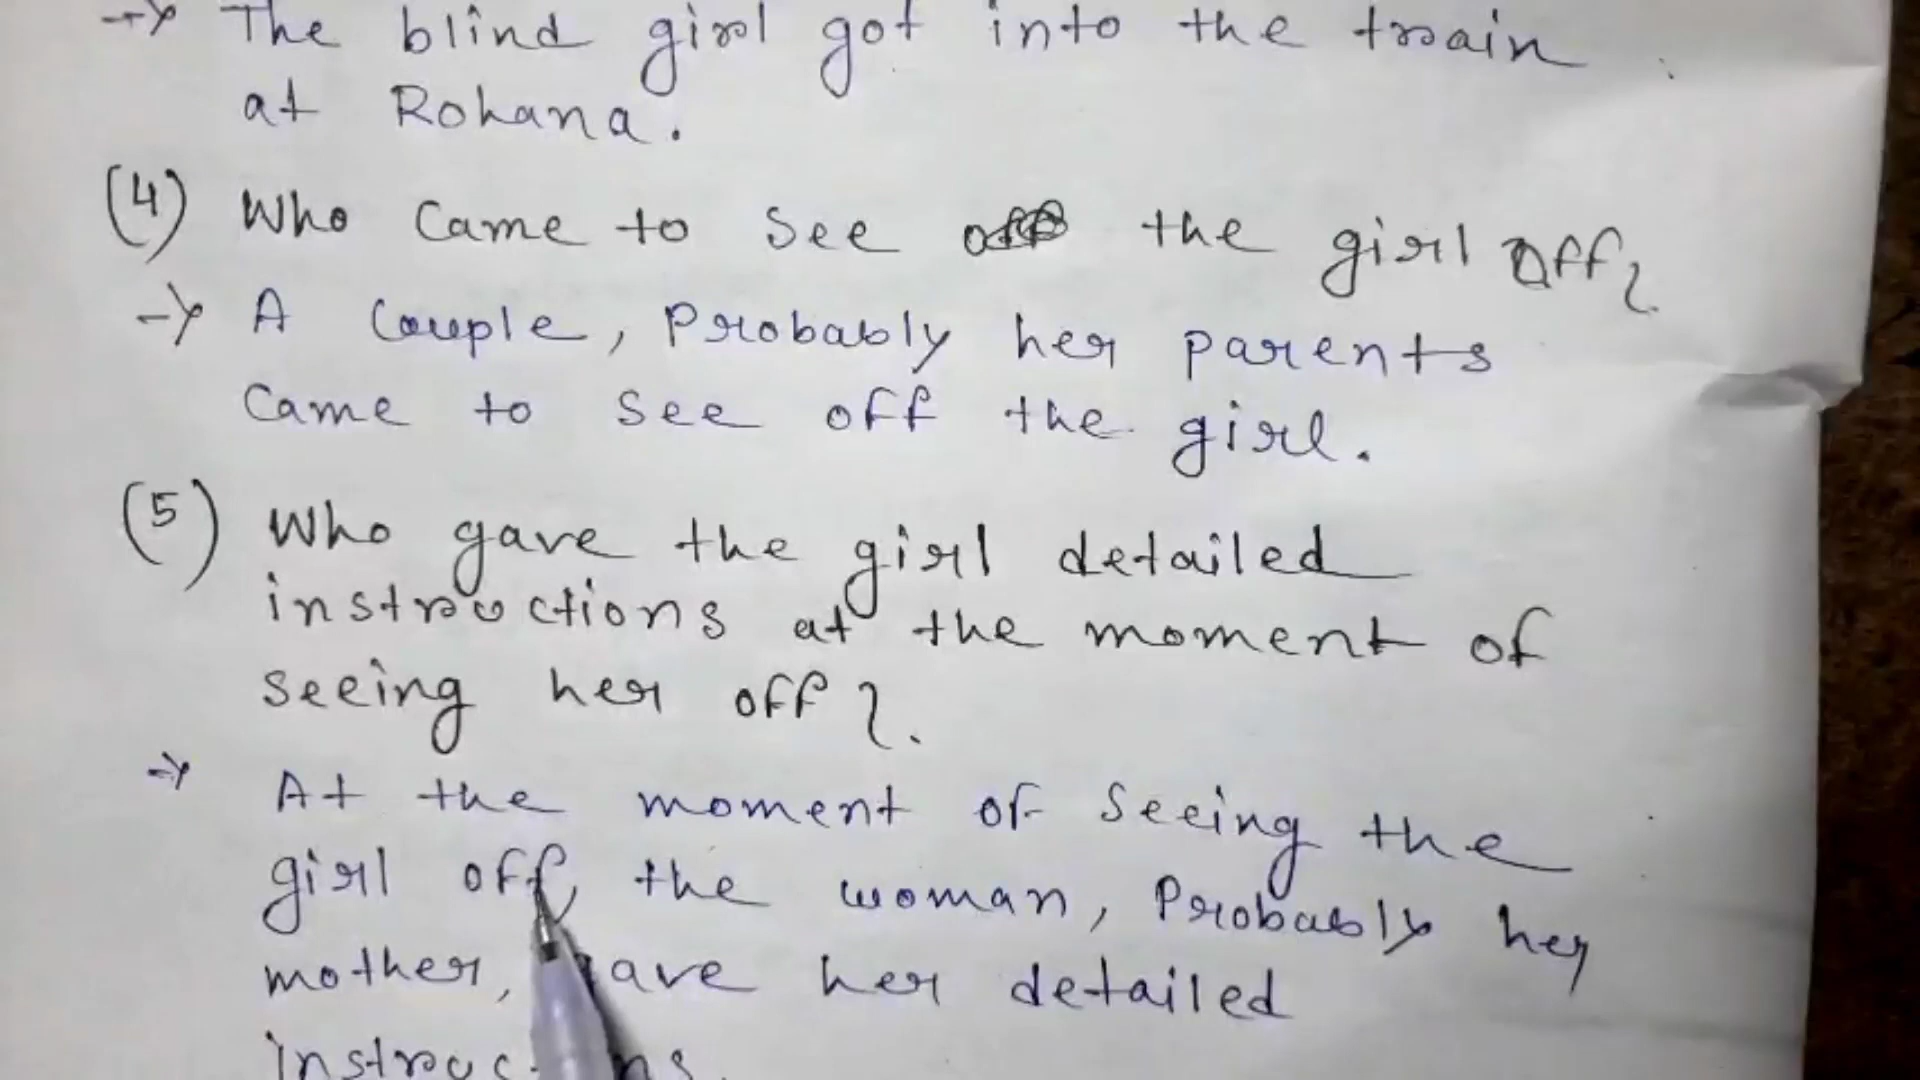 → The blind girl got into the train
at Rohana.
(4) Who came to see the girl off?
→ A couple, Probably her parents
came to see off the girl.
(5) Who gave the girl detailed
instructions at the moment of
seeing her off?.
→ At the moment of seeing the
girl off, the woman, Probably her
mother, her detailed